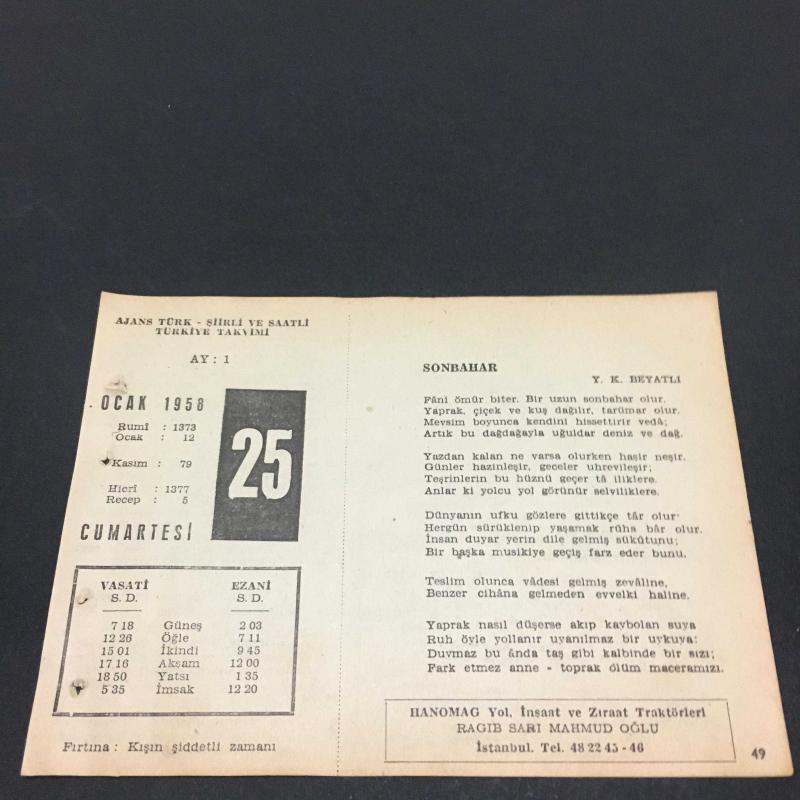 AJANS TÜRK - ŞİİRLİ VE SAATLİ
TÜRKİYE TAKVİMİ
AY : 1
OCAK 1958
Rumî : 1373
Ocak : 12
Kasım : 79
Hicrî : 1377
Recep : 5
25
CUMARTESİ
VASATİ EZANİ
S. D. S. D.
7 18 Güneş 2 03
12 26 Öğle 7 11
15 01 İkindi 9 45
17 16 Akşam 12 00
18 50 Yatsı 1 35
5 35 İmsak 12 20
Fırtına : Kışın şiddetli zamanı
SONBAHAR
Y. K. BEYATLI
Fâni ömür biter. Bir uzun sonbahar olur.
Yaprak, çiçek ve kuş dağılır, tarümar olur.
Mevsim boyunca kendini hissettirir vedâ;
Artık bu dağdağayla uğuldar deniz ve dağ.
Yazdan kalan ne varsa olurken haşir neşir.
Günler hazinleşir, geceler uhrevileşir;
Teşrinlerin bu hüznü geçer tâ iliklere.
Anlar ki yolcu yol görünür selviliklere.
Dünyanın ufku gözlere gittikçe târ olur
Hergün sürüklenip yaşamak rûha bâr olur.
İnsan duyar yerin dile gelmiş sükûtunu;
Bir başka musikiye geçiş farz eder bunu.
Teslim olunca vâdesi gelmiş zevâline,
Benzer cihâna gelmeden evvelki haline.
Yaprak nasıl düşerse akıp kaybolan suya
Ruh öyle yollanır uyanılmaz bir uykuya:
Duymaz bu ânda taş gibi kalbinde bir sızı;
Fark etmez anne - toprak ölüm maceramızı.
HANOMAG Yol, İnsaat ve Zıraat Traktörleri
RAGIB SARI MAHMUD OĞLU
İstanbul. Tel. 48 22 45 - 46
49